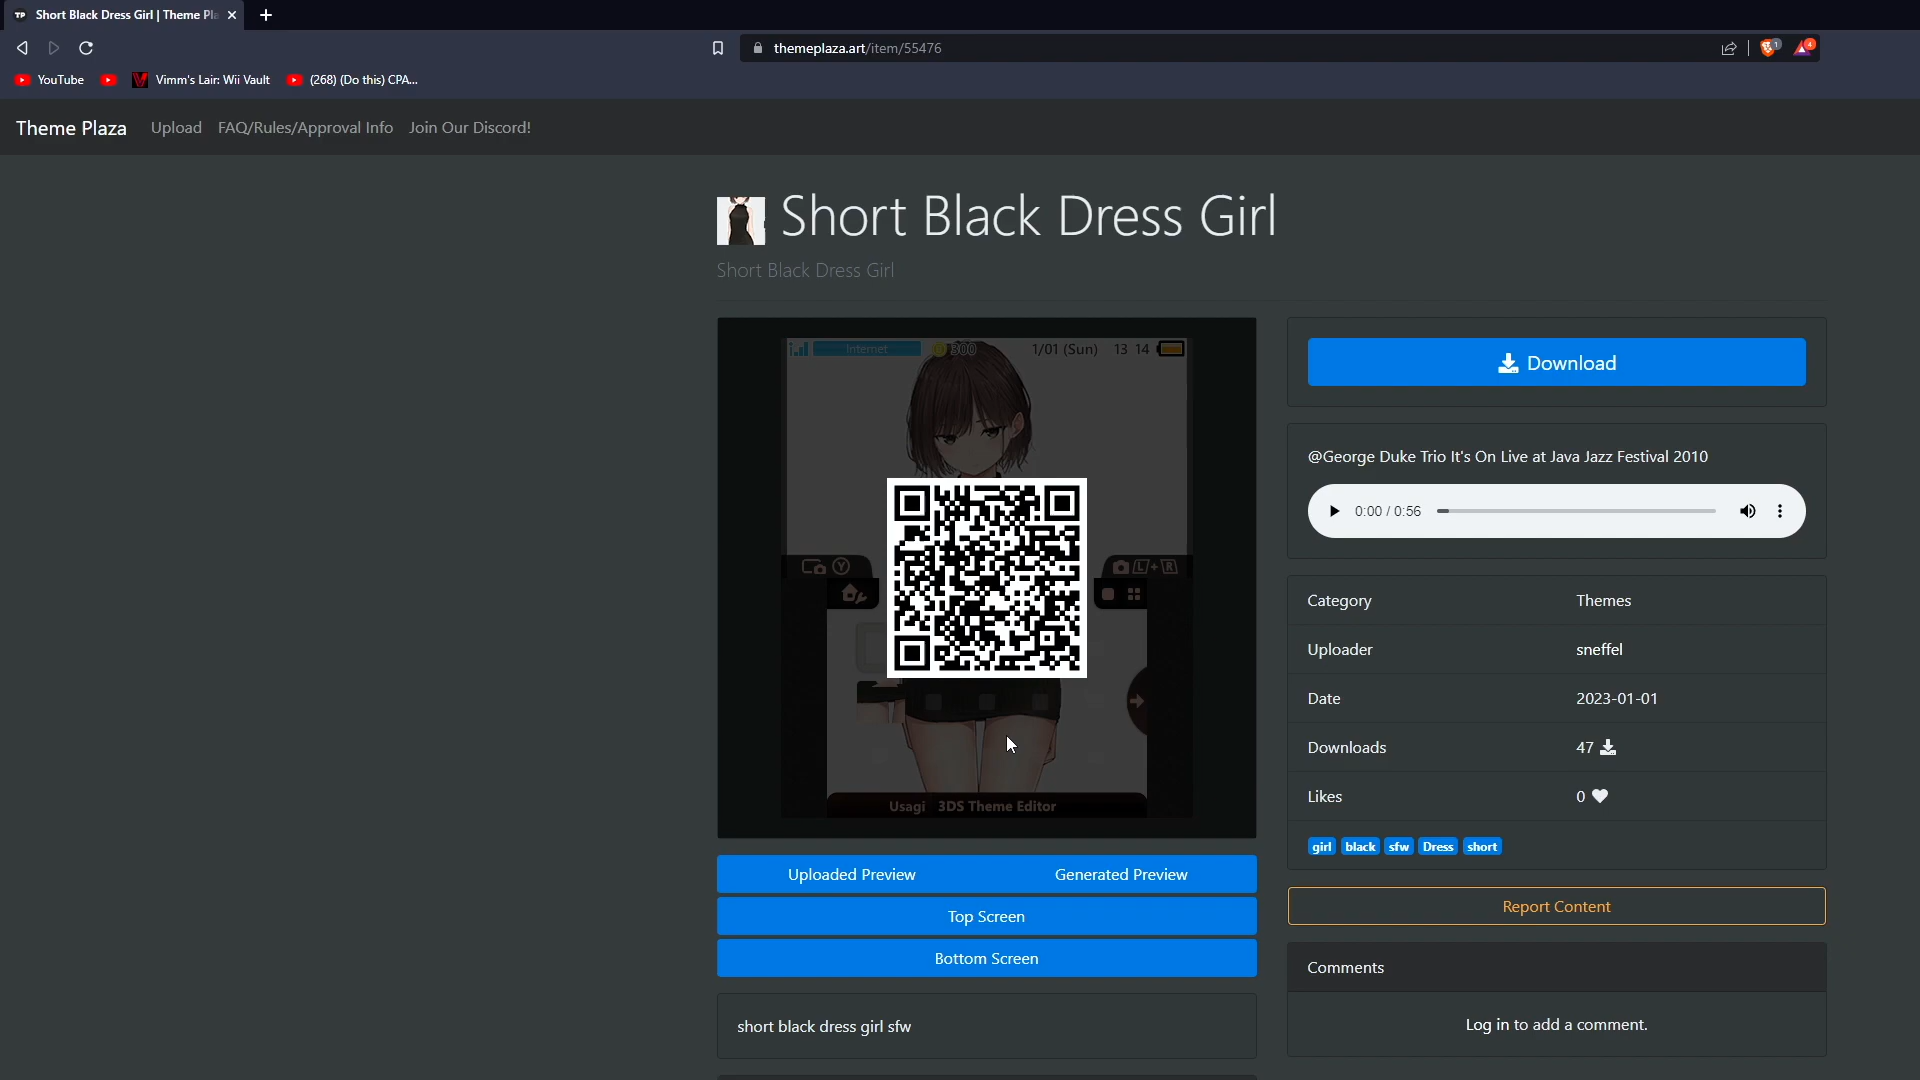 Short Black Dress Girl | Theme Pl
themeplaza.art/item/55476
1
4
YouTube
Vimm's Lair: Wii Vault
(268) (Do this) CPA...
Theme Plaza
Upload
FAQ/Rules/Approval Info
Join Our Discord!
Short Black Dress Girl
Short Black Dress Girl
Internet
300
1/01 (Sun) 13 14
Y
L+R
Usagi 3DS Theme Editor
Uploaded Preview
Generated Preview
Top Screen
Bottom Screen
short black dress girl sfw
Download
@George Duke Trio It's On Live at Java Jazz Festival 2010
0:00 / 0:56
Category Themes
Uploader sneffel
Date 2023-01-01
Downloads 47
Likes 0
girl black sfw Dress short
Report Content
Comments
Log in to add a comment.